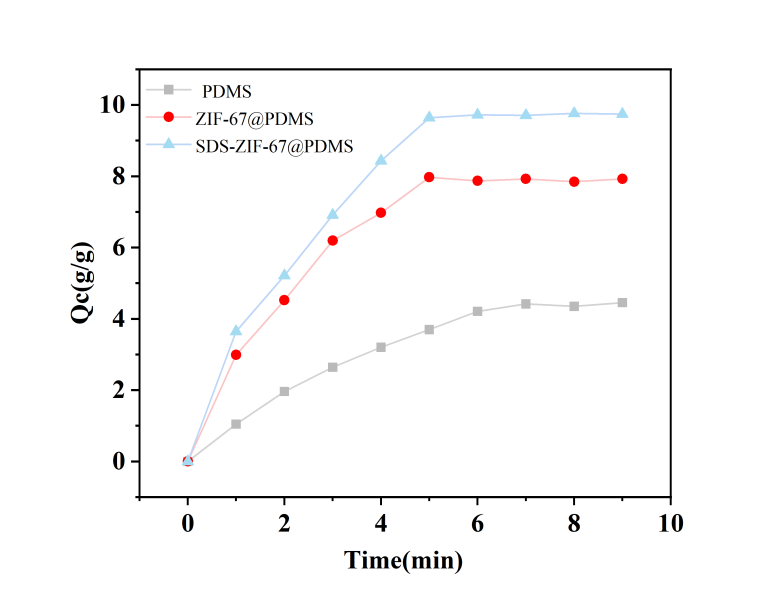 PDMS
ZIF-67@PDMS
SDS-ZIF-67@PDMS
10
8
6
4
2
0
Qc(g/g)
0 2 4 6 8 10
Time(min)